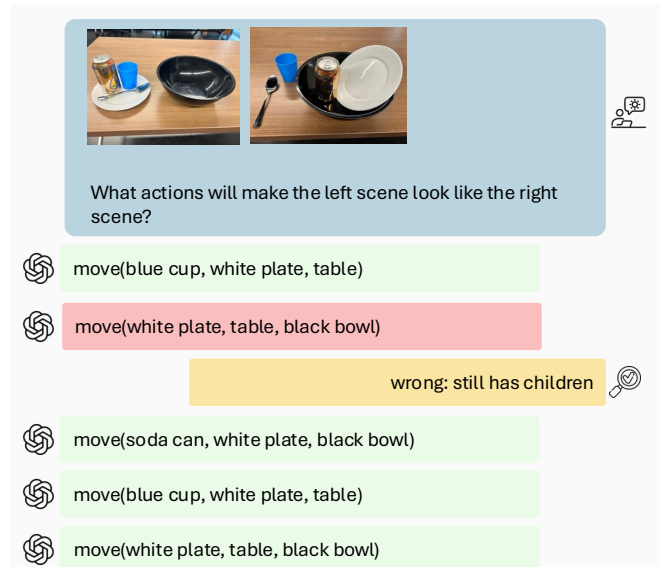 What actions will make the left scene look like the right
scene?
move(blue cup, white plate, table)
move(white plate, table, black bowl)
wrong: still has children
move(soda can, white plate, black bowl)
move(blue cup, white plate, table)
move(white plate, table, black bowl)